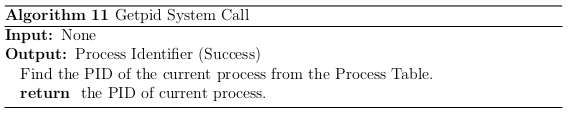 Algorithm 11 Getpid System Call
Input: None
Output: Process Identifier (Success)
Find the PID of the current process from the Process Table.
return the PID of current process.